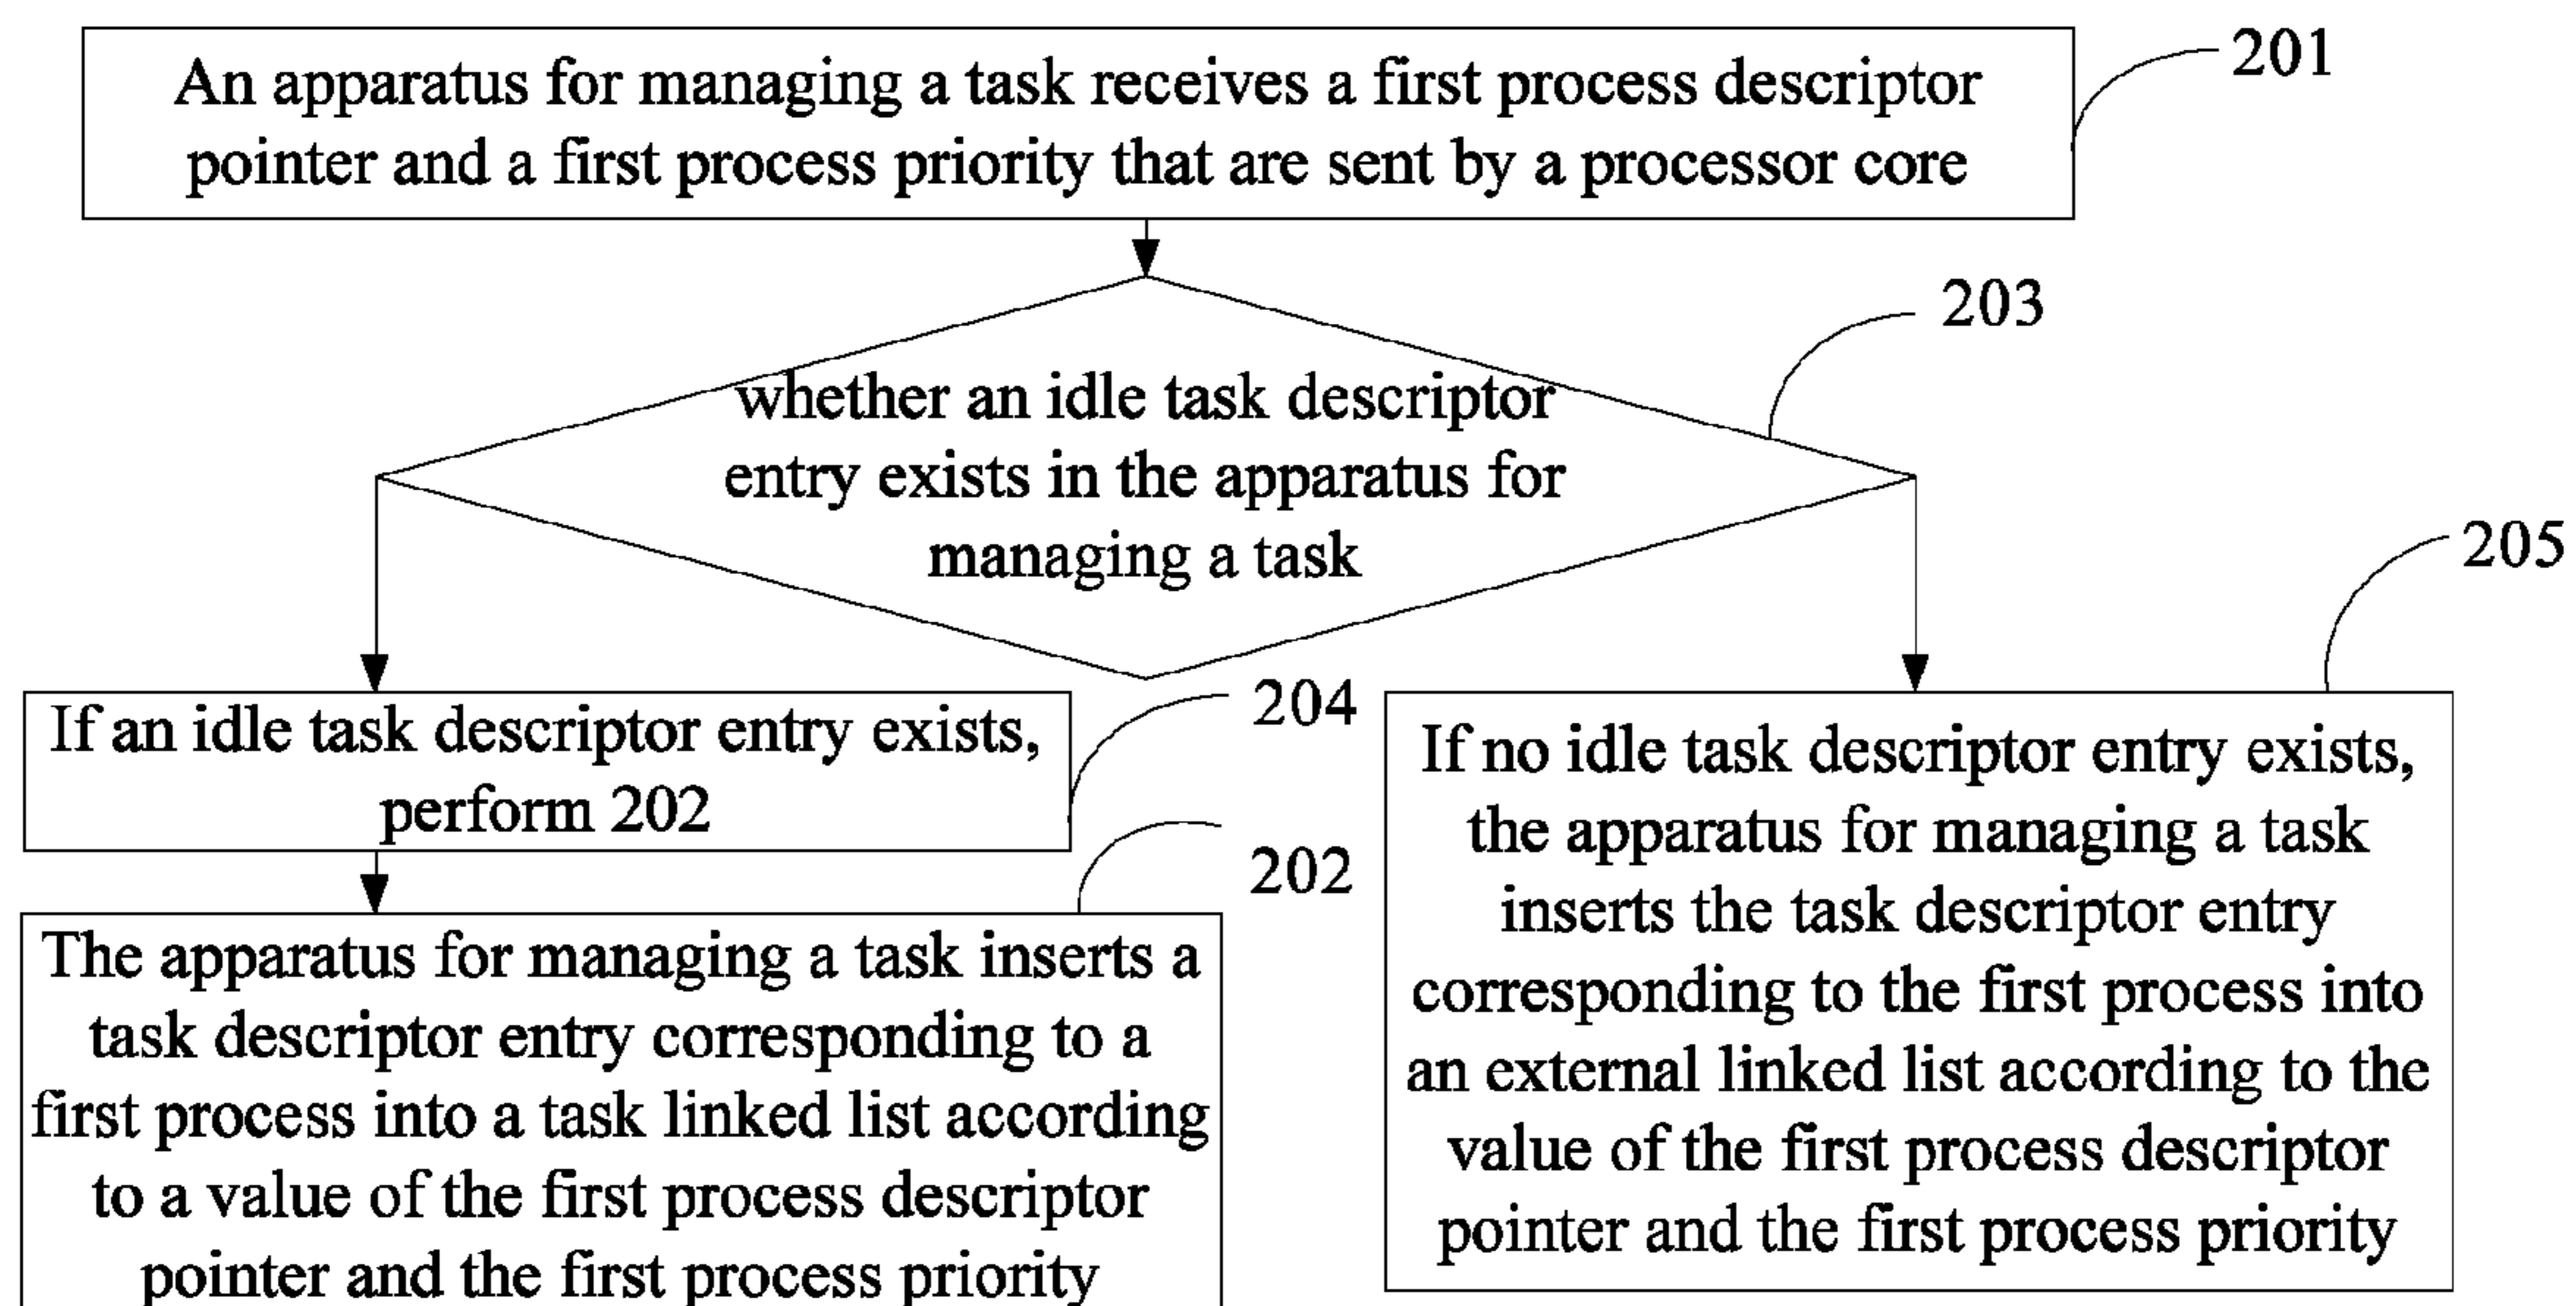 An apparatus for managing a task receives a first process descriptor
pointer and a first process priority that are sent by a processor core
201
203
whether an idle task descriptor
entry exists in the apparatus for
managing a task
204
If an idle task descriptor entry exists,
perform 202
202
The apparatus for managing a task inserts a
task descriptor entry corresponding to a
first process into a task linked list according
to a value of the first process descriptor
pointer and the first process priority
205
If no idle task descriptor entry exists,
the apparatus for managing a task
inserts the task descriptor entry
corresponding to the first process into
an external linked list according to the
value of the first process descriptor
pointer and the first process priority